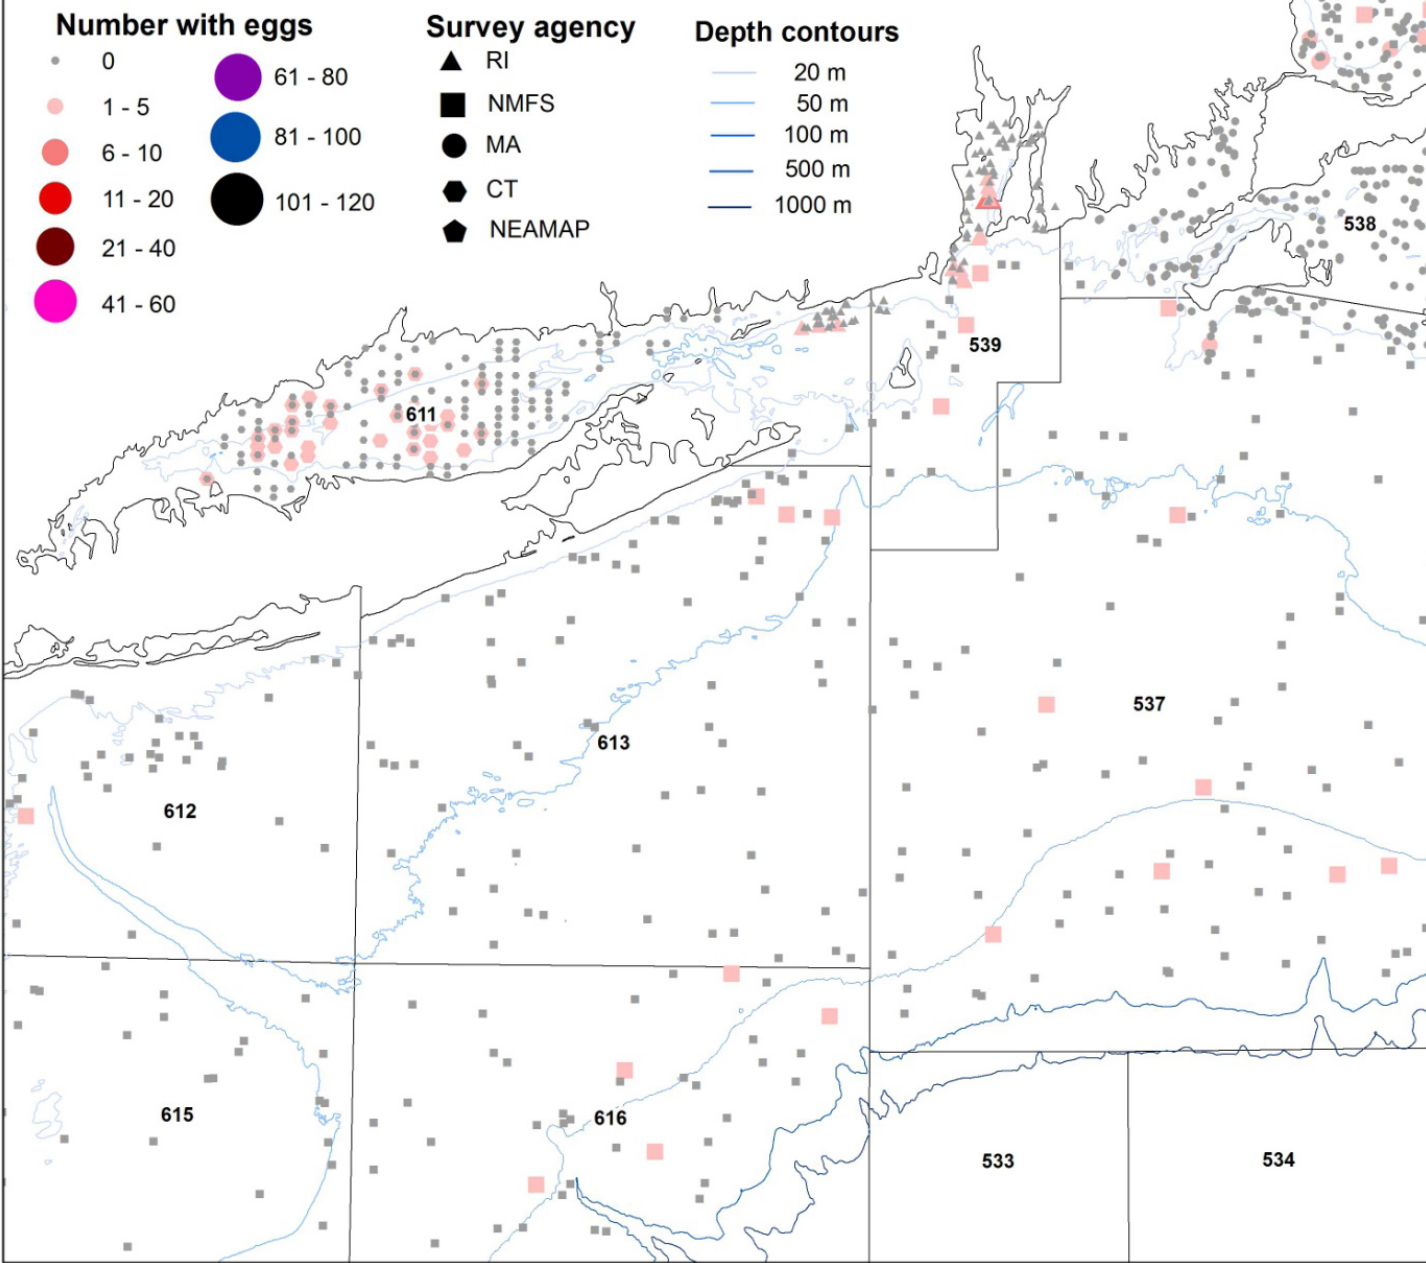 Number with eggs
0
1 - 5
6 - 10
11 - 20
21 - 40
41 - 60
61 - 80
81 - 100
101 - 120
Survey agency
RI
NMFS
MA
CT
NEAMAP
Depth contours
20 m
50 m
100 m
500 m
1000 m
538
539
611
537
613
612
616
615
533
534